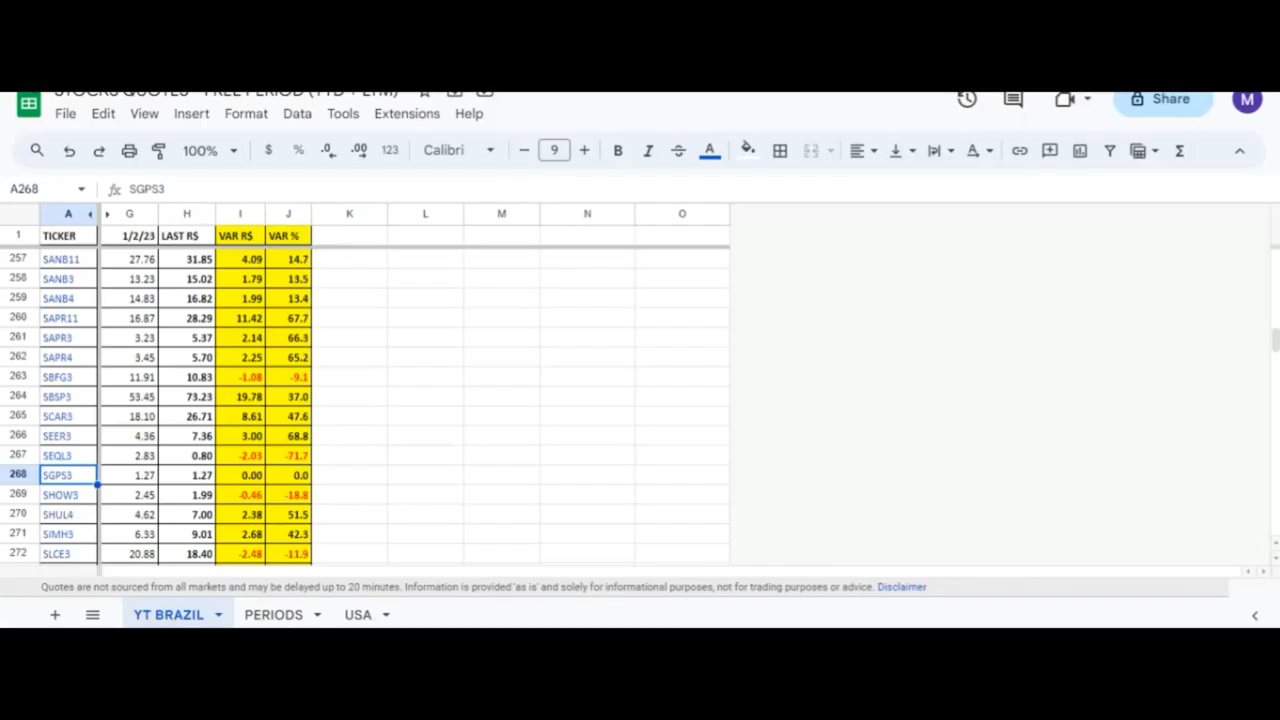 STOCKS QUOTES - FREE PERIOD (YTD + LTM)
File Edit View Insert Format Data Tools Extensions Help
Share M
100% $ % .0 .00 123 Calibri − 9 + B I A
A268 fx SGPS3
A G H I J K L M N O
1 TICKER 1/2/23 LAST R$ VAR R$ VAR %
257 SANB11 27.76 31.85 4.09 14.7
258 SANB3 13.23 15.02 1.79 13.5
259 SANB4 14.83 16.82 1.99 13.4
260 SAPR11 16.87 28.29 11.42 67.7
261 SAPR3 3.23 5.37 2.14 66.3
262 SAPR4 3.45 5.70 2.25 65.2
263 SBFG3 11.91 10.83 -1.08 -9.1
264 SBSP3 53.45 73.23 19.78 37.0
265 SCAR3 18.10 26.71 8.61 47.6
266 SEER3 4.36 7.36 3.00 68.8
267 SEQL3 2.83 0.80 -2.03 -71.7
268 SGPS3 1.27 1.27 0.00 0.0
269 SHOW3 2.45 1.99 -0.46 -18.8
270 SHUL4 4.62 7.00 2.38 51.5
271 SIMH3 6.33 9.01 2.68 42.3
272 SLCE3 20.88 18.40 -2.48 -11.9
Quotes are not sourced from all markets and may be delayed up to 20 minutes. Information is provided 'as is' and solely for informational purposes, not for trading purposes or advice. Disclaimer
+ YT BRAZIL PERIODS USA